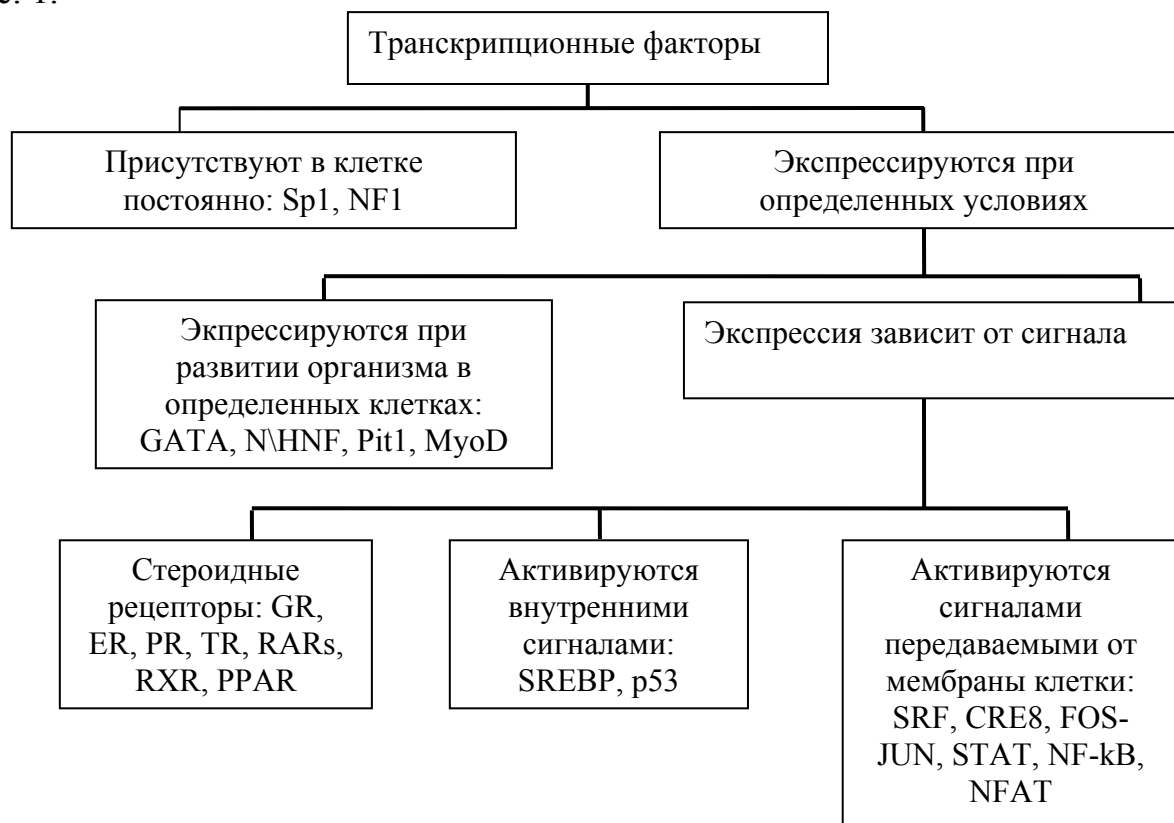 Транскрипционные факторы
Присутствуют в клетке
постоянно: Sp1, NF1
Экспрессируются при
определенных условиях
Экпрессируются при
развитии организма в
определенных клетках:
GATA, N\HNF, Pit1, MyoD
Экспрессия зависит от сигнала
Стероидные
рецепторы: GR,
ER, PR, TR, RARs,
RXR, PPAR
Активируются
внутренними
сигналами:
SREBP, p53
Активируются
сигналами
передаваемыми от
мембраны клетки:
SRF, CRE8, FOS-
JUN, STAT, NF-kB,
NFAT